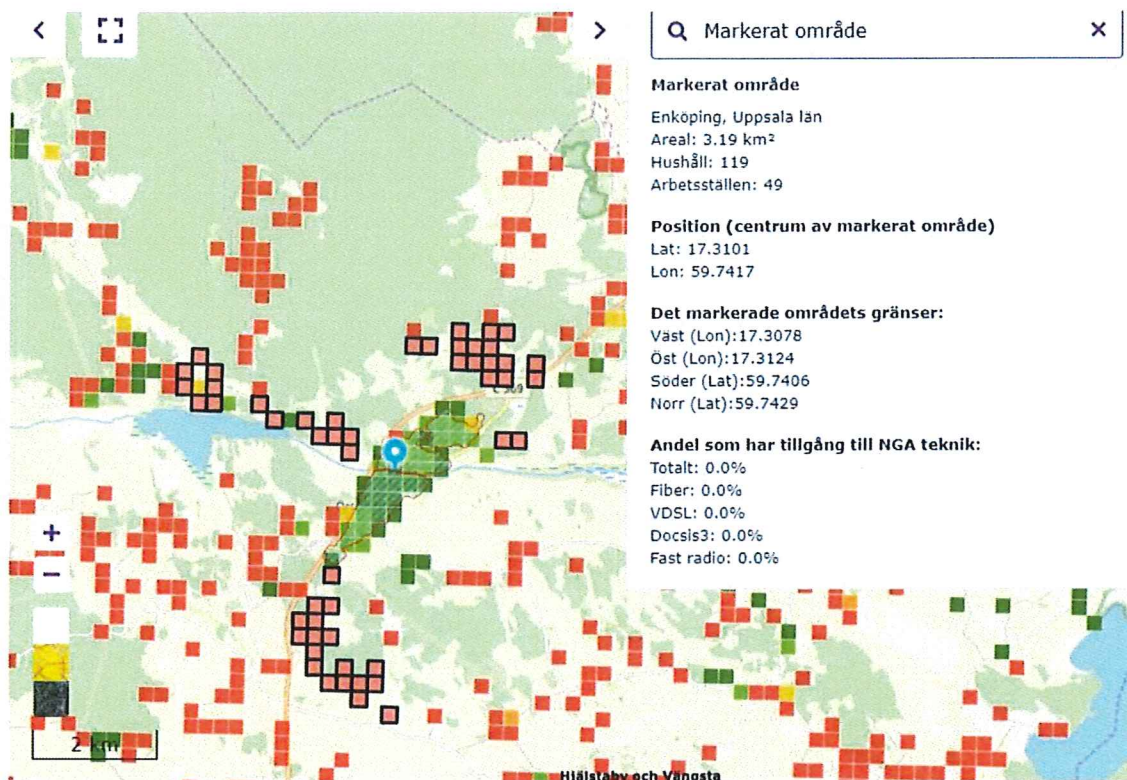 Markerat område
Markerat område
Enköping, Uppsala län
Areal: 3.19 km²
Hushåll: 119
Arbetsställen: 49
Position (centrum av markerat område)
Lat: 17.3101
Lon: 59.7417
Det markerade områdets gränser:
Väst (Lon):17.3078
Öst (Lon):17.3124
Söder (Lat):59.7406
Norr (Lat):59.7429
Andel som har tillgång till NGA teknik:
Totalt: 0.0%
Fiber: 0.0%
VDSL: 0.0%
Docsis3: 0.0%
Fast radio: 0.0%
2 km
Hjälstaby och Vängsta